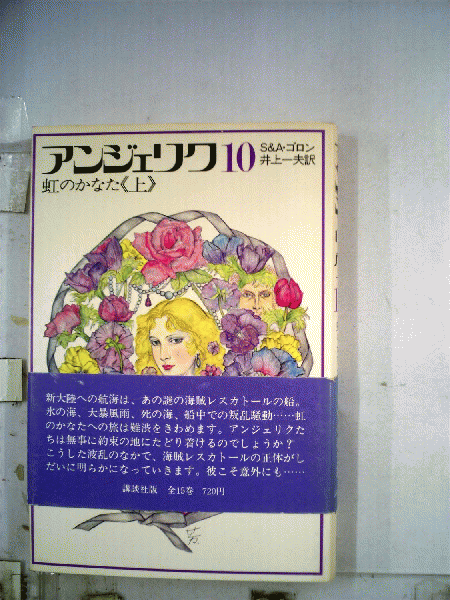 アンジェリク10
S&A・ゴロン
井上一夫訳
虹のかなた《上》
新大陸への航海は、あの謎の海賊レスカトールの船。
氷の海、大暴風雨、死の海、船中での叛乱騒動……虹
のかなたへの旅は難渋をきわめます。アンジェリクた
ちは無事に約束の地にたどり着けるのでしょうか?
こうした波乱のなかで、海賊レスカトールの正体がし
だいに明らかになっていきます。彼こそ意外にも……
講談社版 全15巻 720円